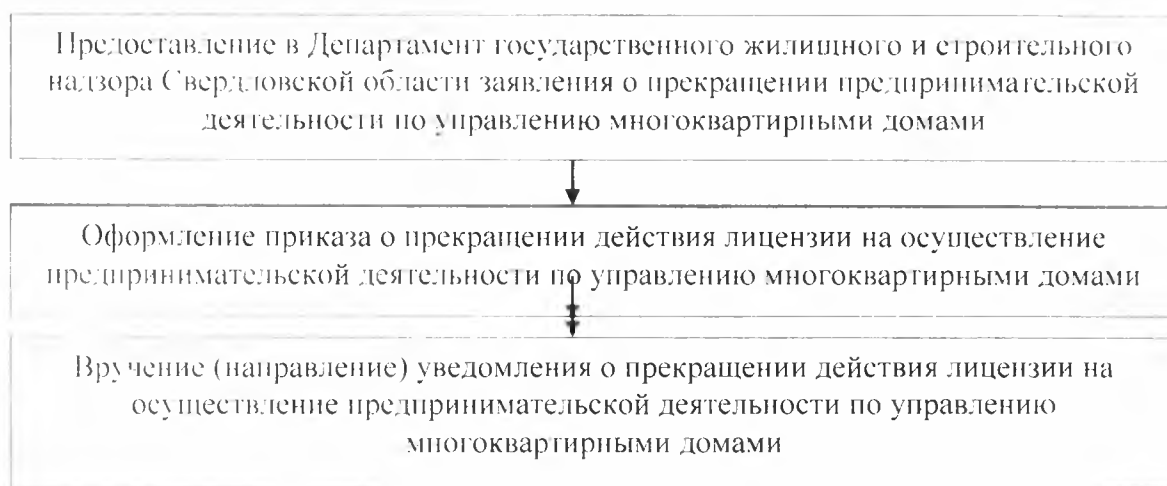 Предоставление в Департамент государственного жилищного и строительного
надзора Свердловской области заявления о прекращении предпринимательской
деятельности по управлению многоквартирными домами
Оформление приказа о прекращении действия лицензии на осуществление
предпринимательской деятельности по управлению многоквартирными домами
Вручение (направление) уведомления о прекращении действия лицензии на
осуществление предпринимательской деятельности по управлению
многоквартирными домами